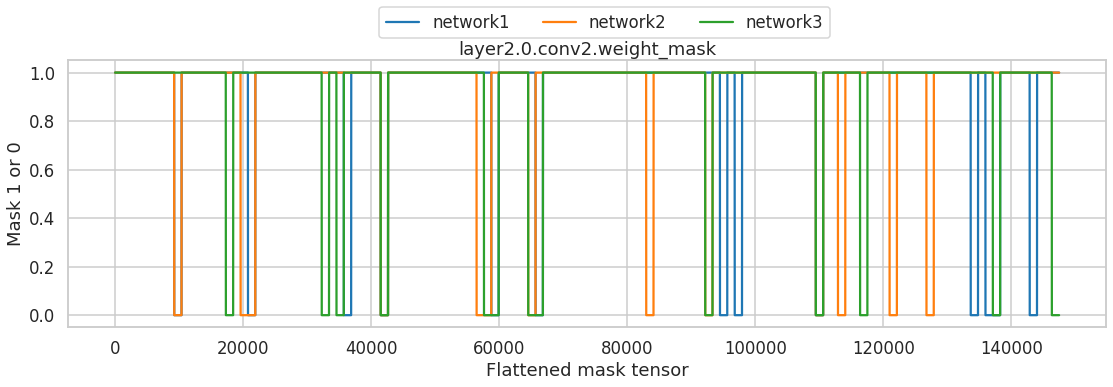 network1 network2 network3
layer2.0.conv2.weight_mask
1.0
0.8
0.6
0.4
0.2
0.0
Mask 1 or 0
0 20000 40000 60000 80000 100000 120000 140000
Flattened mask tensor